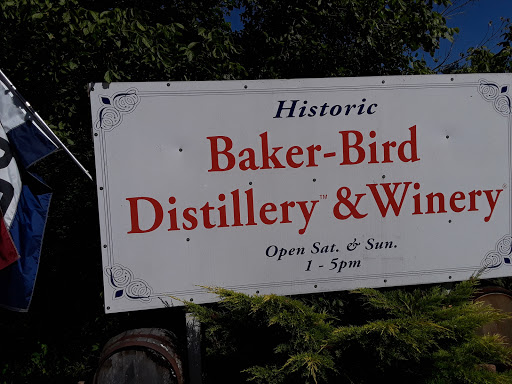 Historic
Baker-Bird
Distillery™ & Winery
Open Sat. & Sun.
1 - 5pm